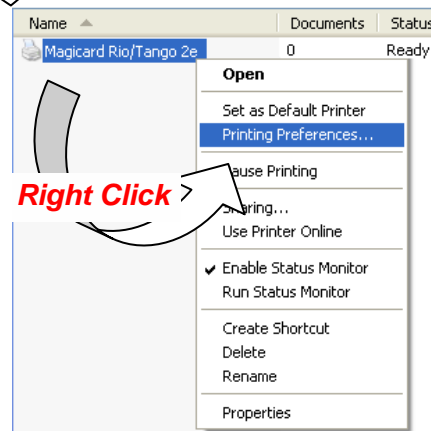 Name Documents Status
Magicard Rio/Tango 2e 0 Ready
Open
Set as Default Printer
Printing Preferences...
Printing
Right Click
Use Printer Online
Enable Status Monitor
Run Status Monitor
Create Shortcut
Delete
Rename
Properties